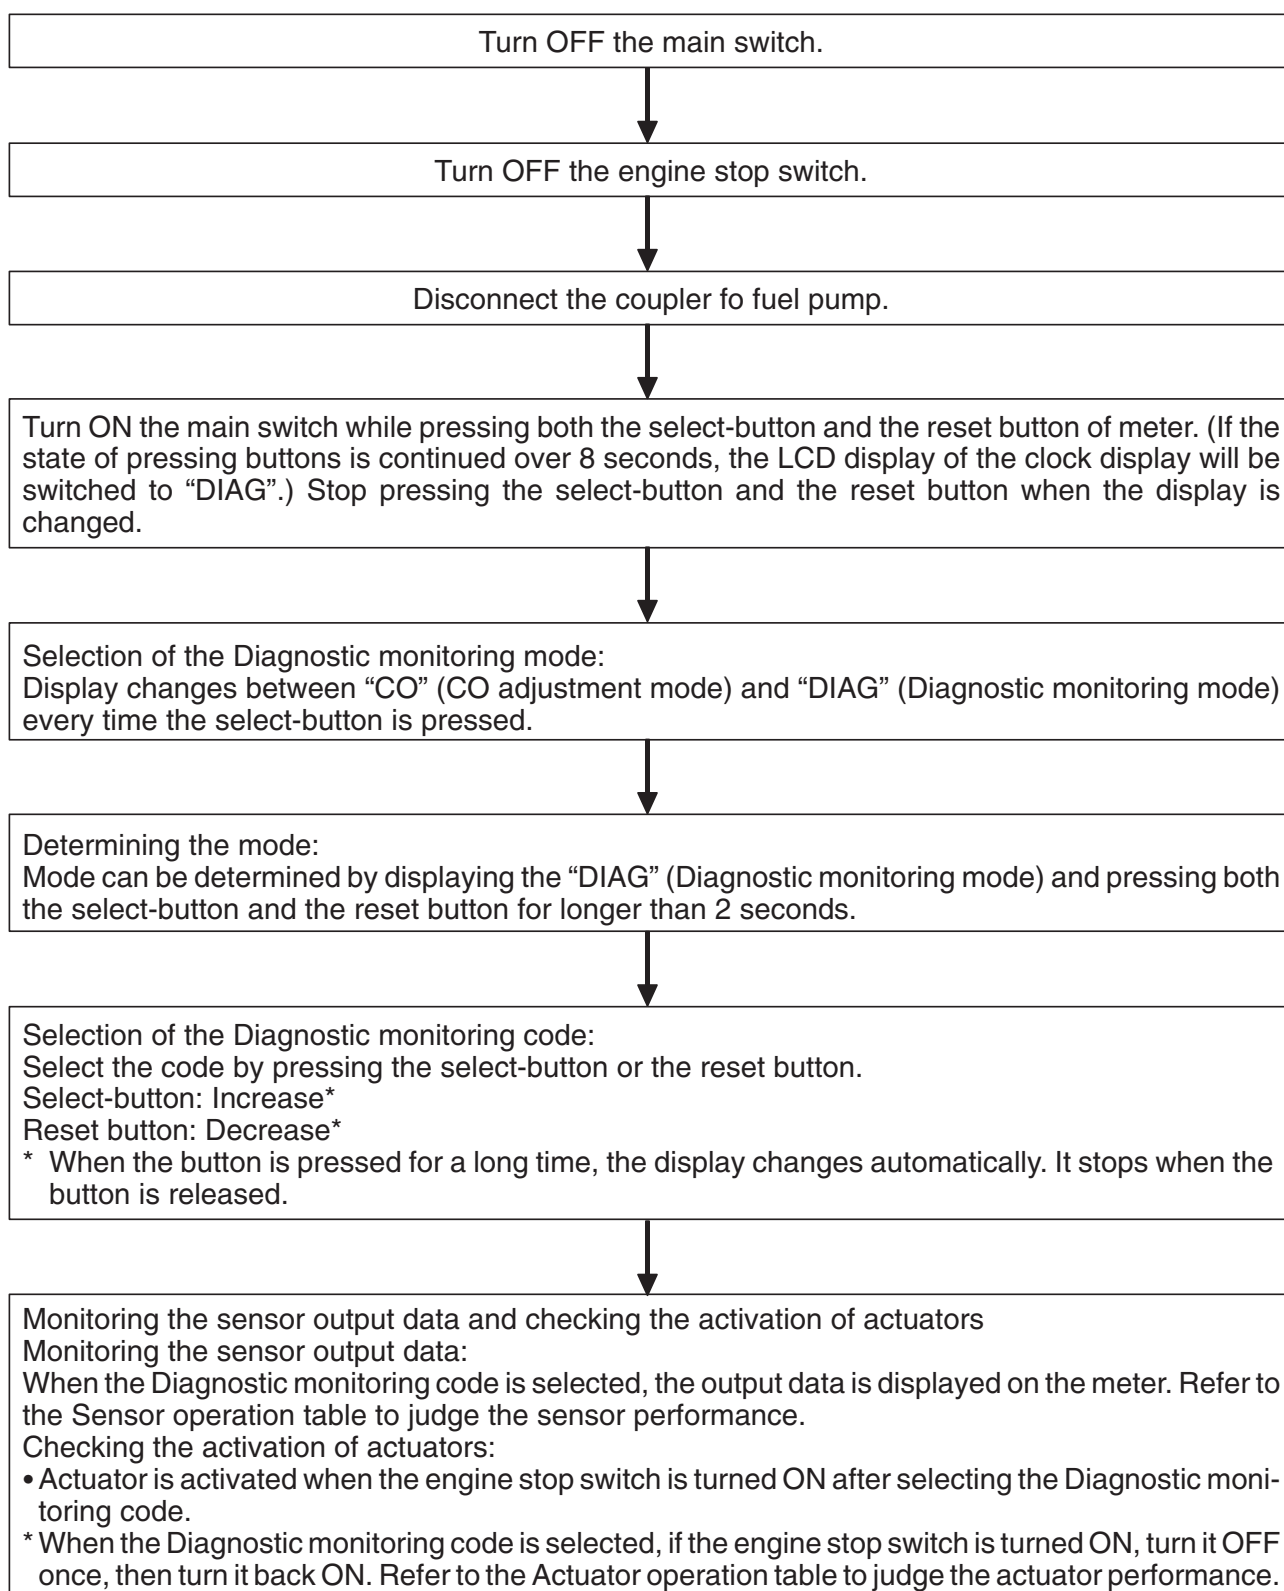 Turn OFF the main switch.
Turn OFF the engine stop switch.
Disconnect the coupler fo fuel pump.
Turn ON the main switch while pressing both the select-button and the reset button of meter. (If the
state of pressing buttons is continued over 8 seconds, the LCD display of the clock display will be
switched to “DIAG”.) Stop pressing the select-button and the reset button when the display is
changed.
Selection of the Diagnostic monitoring mode:
Display changes between “CO” (CO adjustment mode) and “DIAG” (Diagnostic monitoring mode)
every time the select-button is pressed.
Determining the mode:
Mode can be determined by displaying the “DIAG” (Diagnostic monitoring mode) and pressing both
the select-button and the reset button for longer than 2 seconds.
Selection of the Diagnostic monitoring code:
Select the code by pressing the select-button or the reset button.
Select-button: Increase*
Reset button: Decrease*
* When the button is pressed for a long time, the display changes automatically. It stops when the
button is released.
Monitoring the sensor output data and checking the activation of actuators
Monitoring the sensor output data:
When the Diagnostic monitoring code is selected, the output data is displayed on the meter. Refer to
the Sensor operation table to judge the sensor performance.
Checking the activation of actuators:
• Actuator is activated when the engine stop switch is turned ON after selecting the Diagnostic moni-
toring code.
* When the Diagnostic monitoring code is selected, if the engine stop switch is turned ON, turn it OFF
once, then turn it back ON. Refer to the Actuator operation table to judge the actuator performance.